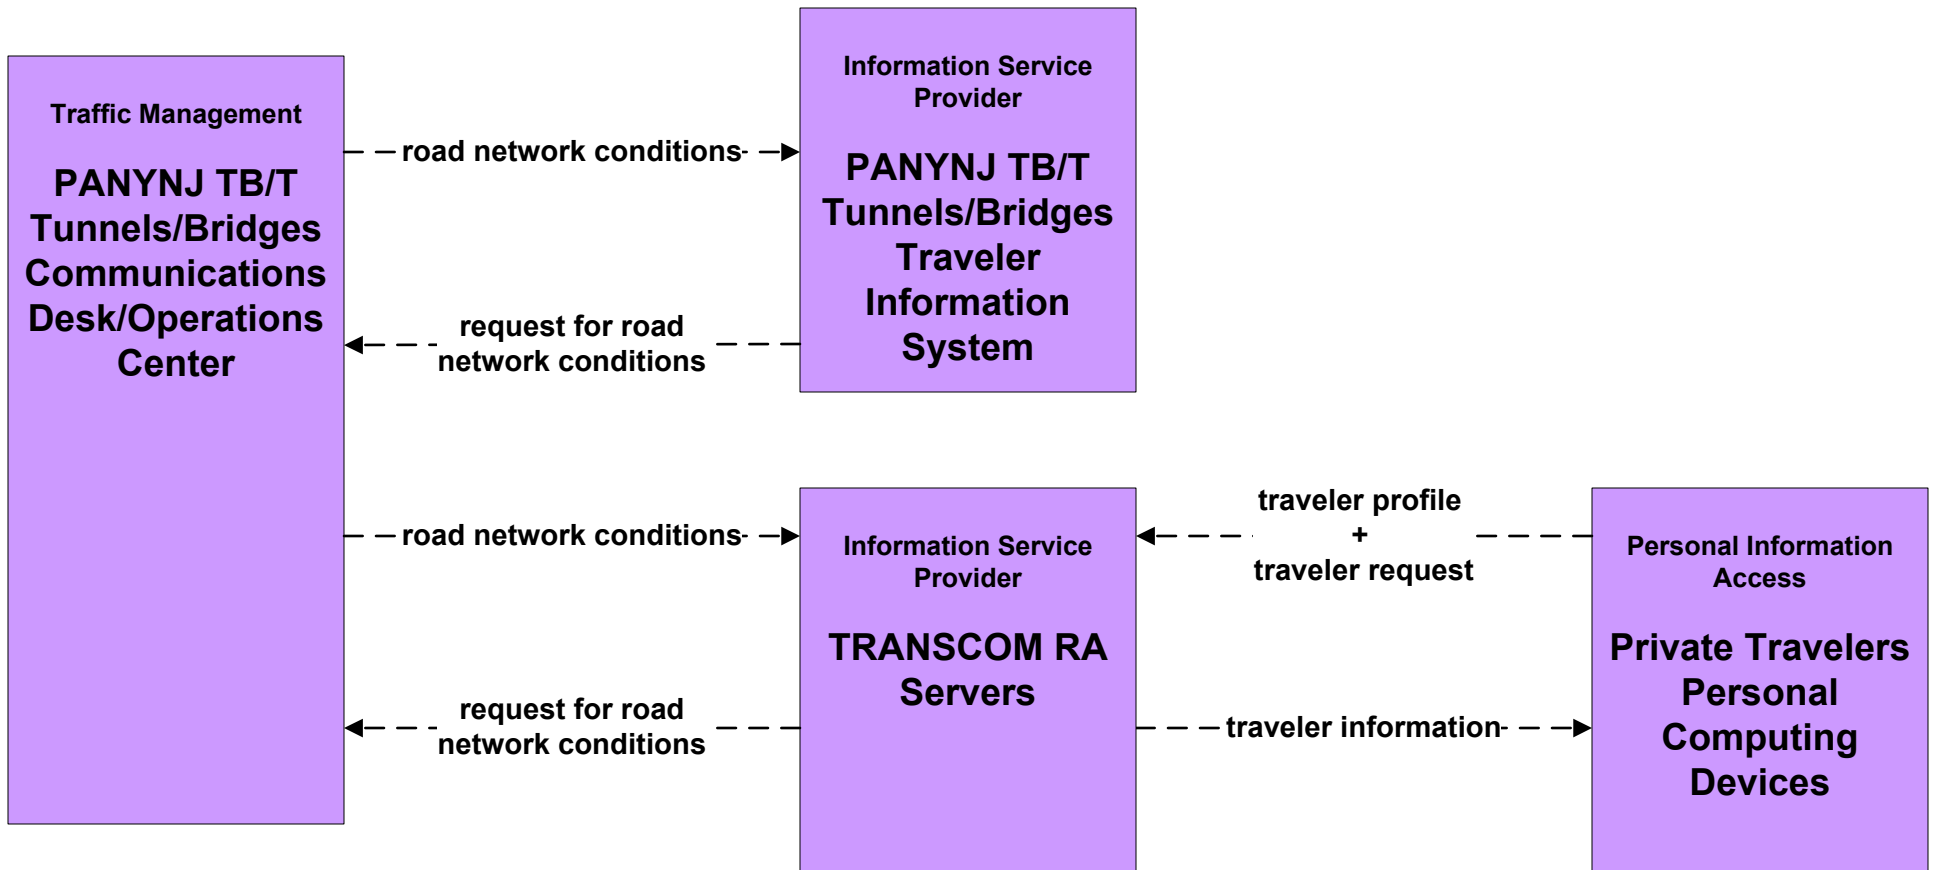 Traffic Management
PANYNJ TB/T
Tunnels/Bridges
Communications
Desk/Operations
Center
road network conditions
request for road
network conditions
Information Service
Provider
PANYNJ TB/T
Tunnels/Bridges
Traveler
Information
System
road network conditions
request for road
network conditions
Information Service
Provider
TRANSCOM RA
Servers
traveler profile
+
traveler request
traveler information
Personal Information
Access
Private Travelers
Personal
Computing
Devices